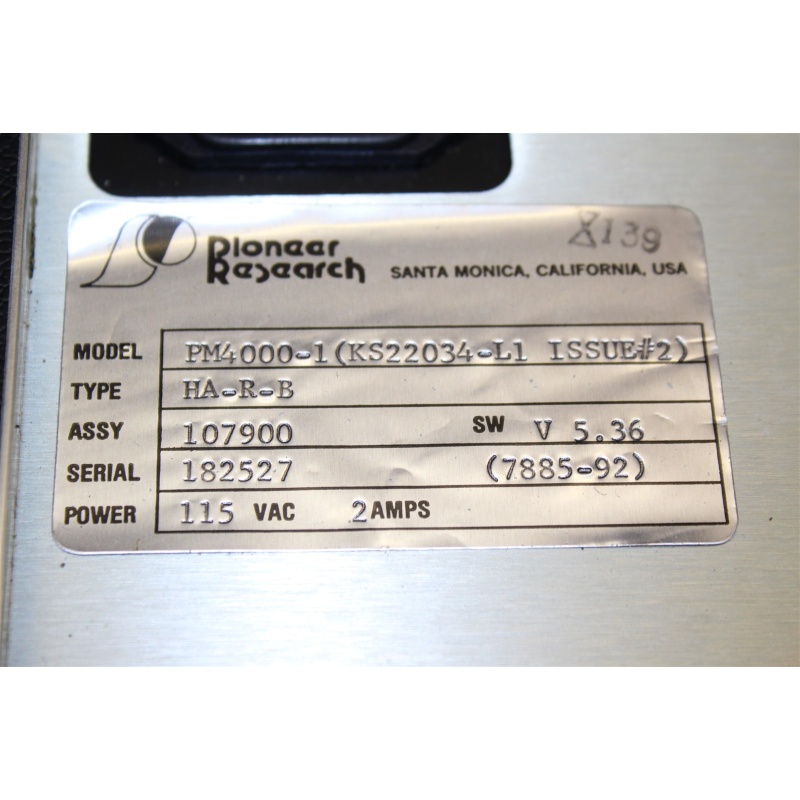 Pioneer
Research
8139
SANTA MONICA, CALIFORNIA, USA
MODEL PM4000-1(KS22034-L1 ISSUE#2)
TYPE HA-R-B
ASSY 107900 SW V 5.36
SERIAL 182527 (7885-92)
POWER 115 VAC 2AMPS